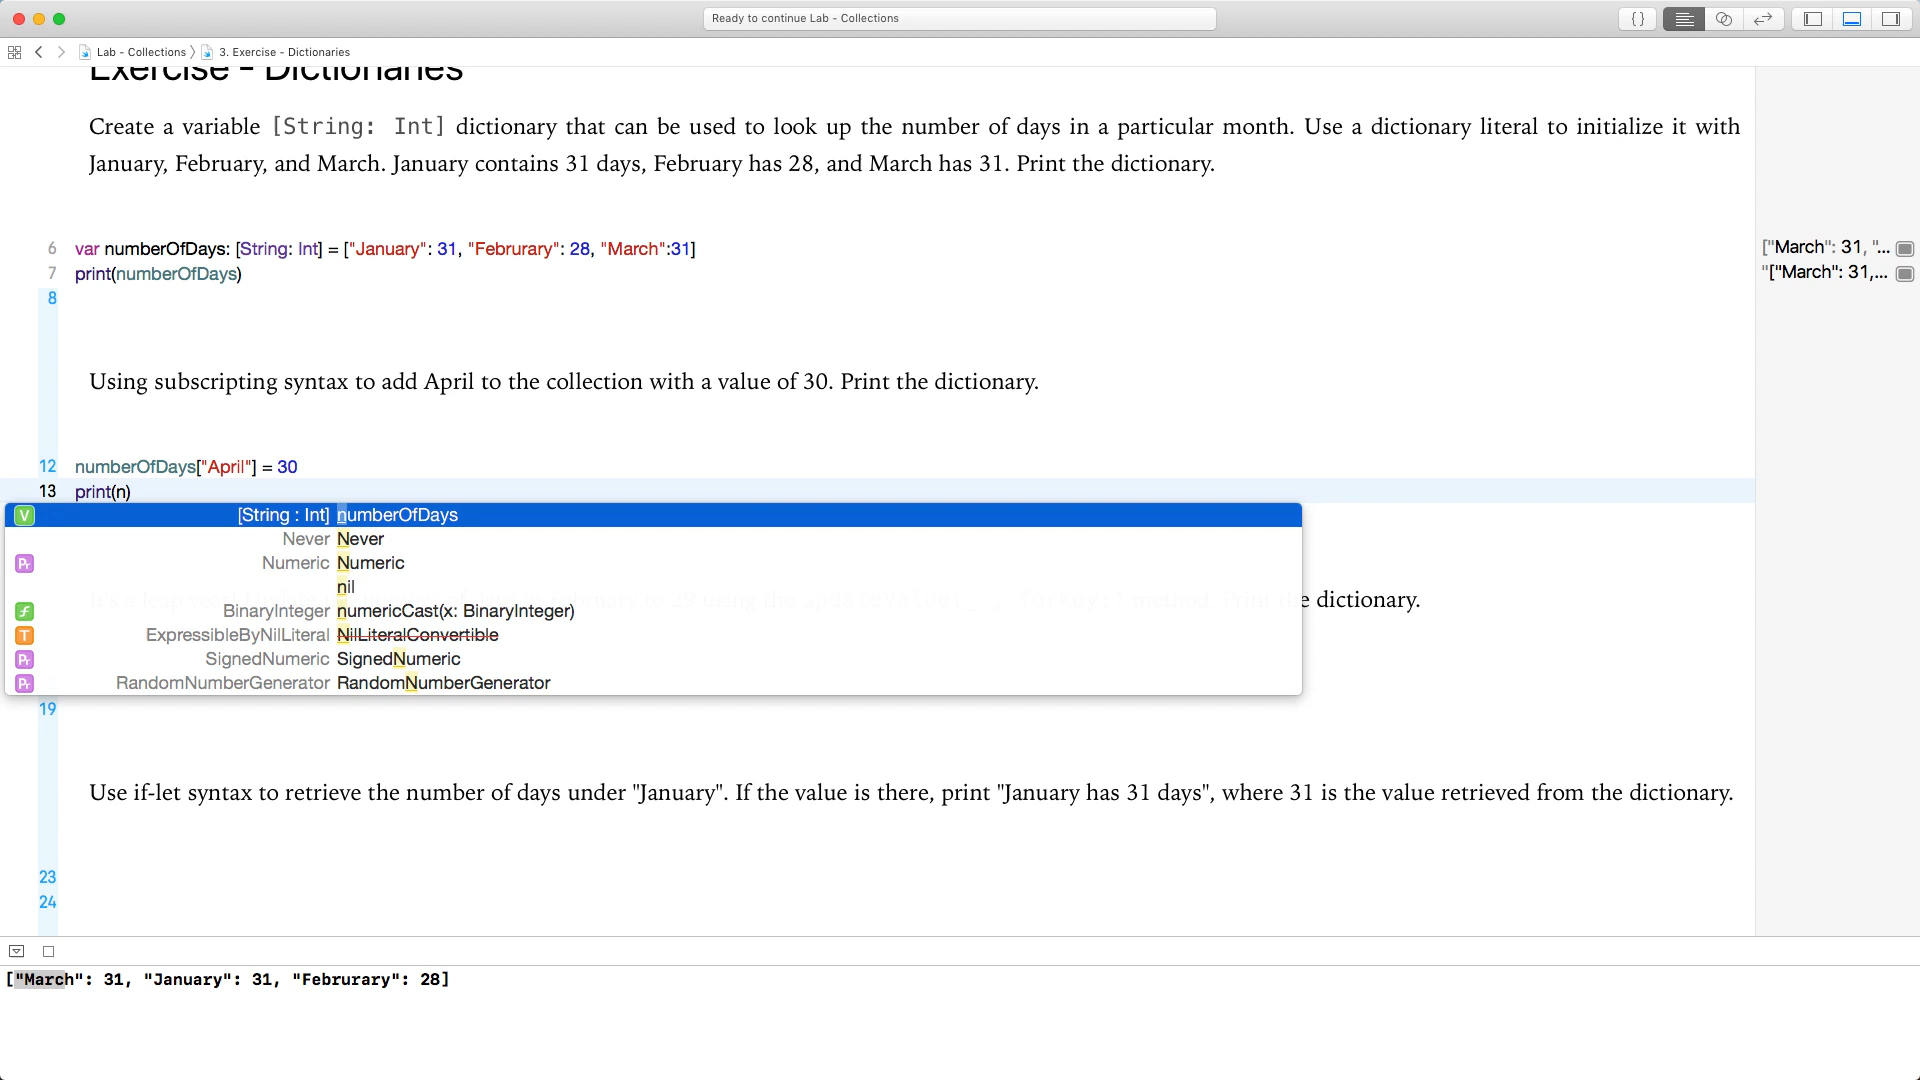 Ready to continue Lab - Collections
{ }
Lab - Collections 〉 3. Exercise - Dictionaries
Exercise - Dictionaries
Create a variable [String: Int] dictionary that can be used to look up the number of days in a particular month. Use a dictionary literal to initialize it with
January, February, and March. January contains 31 days, February has 28, and March has 31. Print the dictionary.
6 var numberOfDays: [String: Int] = ["January": 31, "Februrary": 28, "March":31]
["March": 31, "...
7 print(numberOfDays)
"["March": 31,...
8
Using subscripting syntax to add April to the collection with a value of 30. Print the dictionary.
12 numberOfDays["April"] = 30
13 print(n)
V [String : Int] numberOfDays
Never Never
Pr Numeric Numeric
nil
f BinaryInteger numericCast(x: BinaryInteger)
e dictionary.
T ExpressibleByNilLiteral NilLiteralConvertible
Pr SignedNumeric SignedNumeric
Pr RandomNumberGenerator RandomNumberGenerator
19
Use if-let syntax to retrieve the number of days under "January". If the value is there, print "January has 31 days", where 31 is the value retrieved from the dictionary.
23
24
["March": 31, "January": 31, "Februrary": 28]